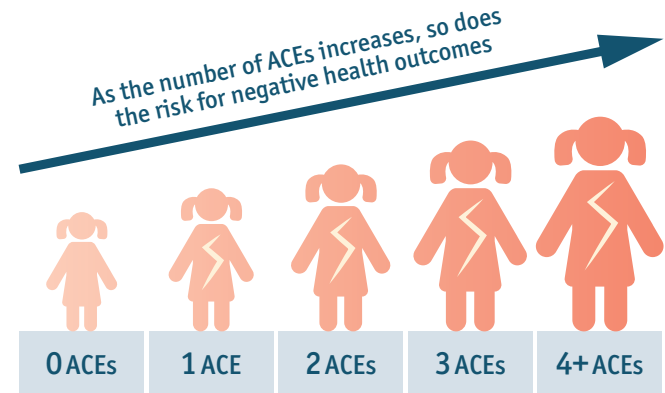 As the number of ACEs increases, so does
the risk for negative health outcomes
0 ACEs
1 ACE
2 ACEs
3 ACEs
4+ ACEs